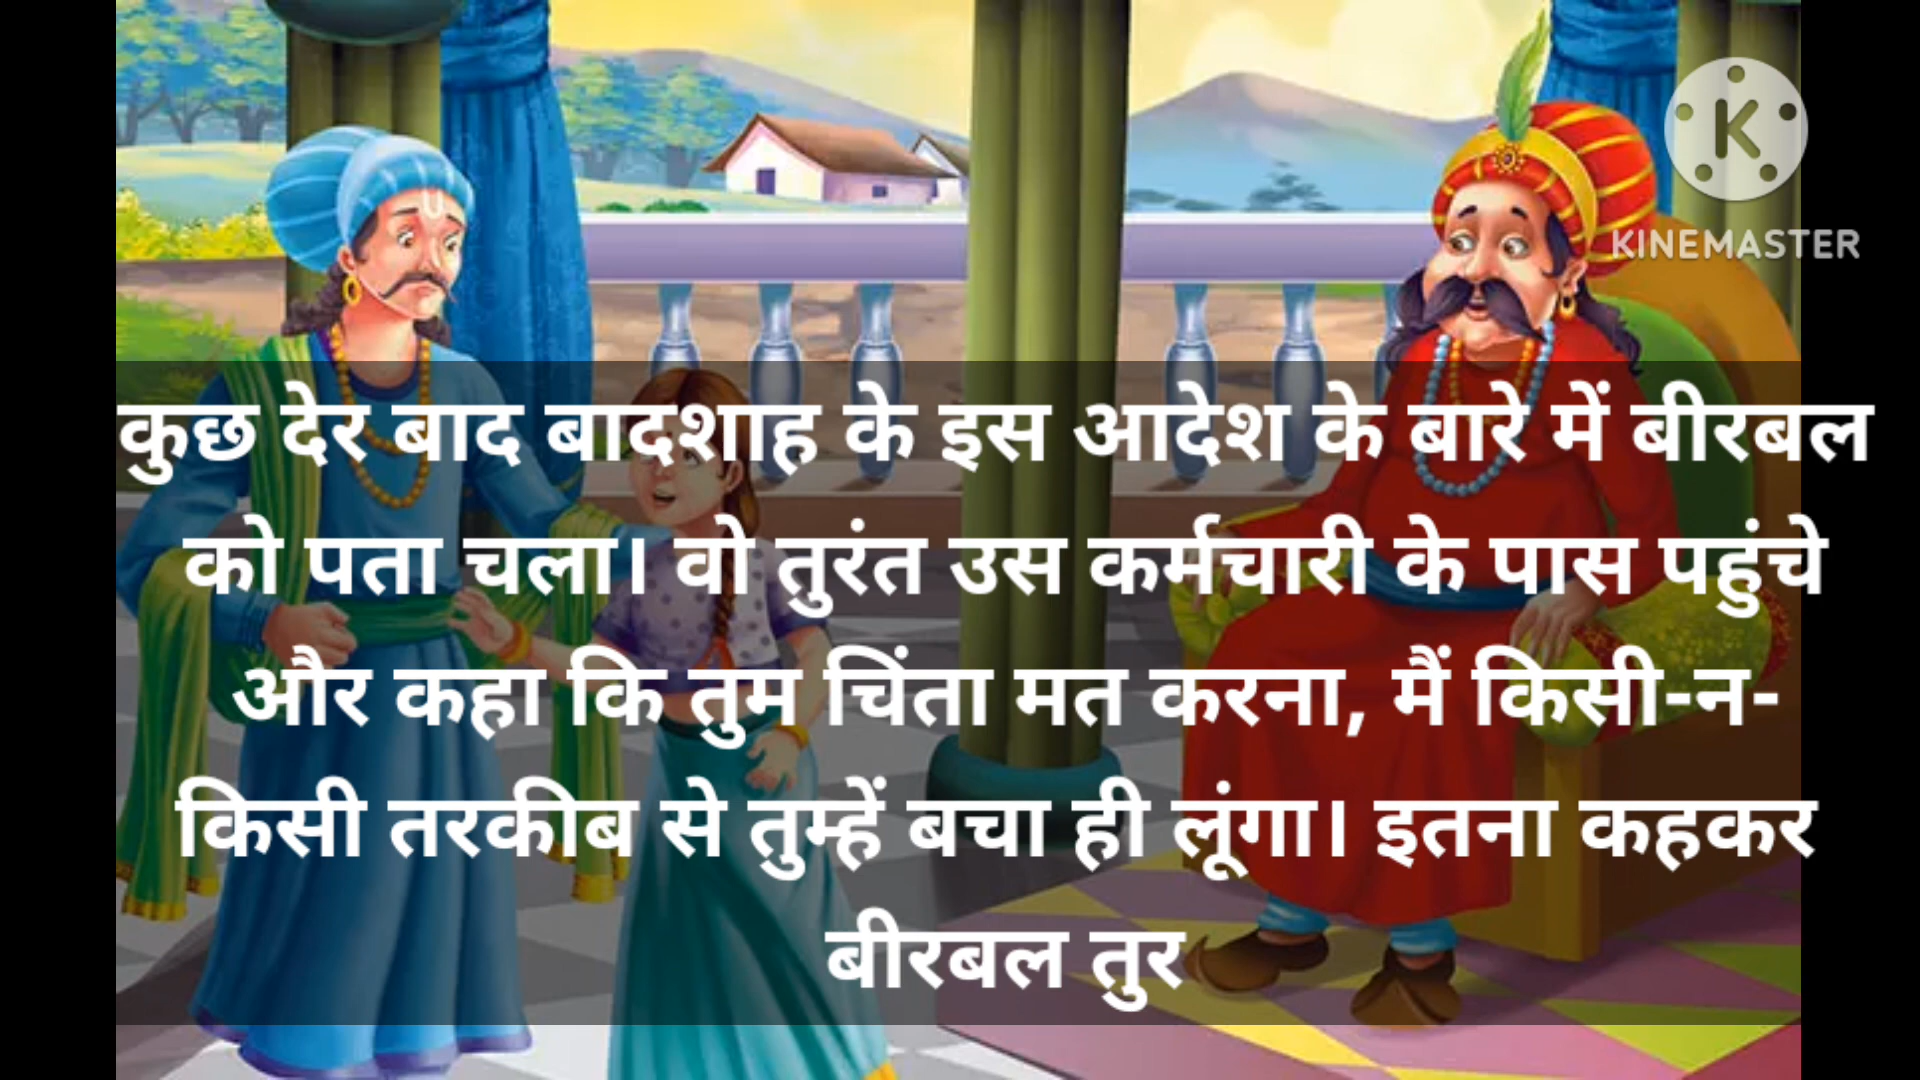 KINEMASTER
कुछ देर बाद बादशाह के इस आदेश के बारे में बीरबल
को पता चला। वो तुरंत उस कर्मचारी के पास पहुंचे
और कहा कि तुम चिंता मत करना, मैं किसी-न-
किसी तरकीब से तुम्हें बचा ही लूंगा। इतना कहकर
बीरबल तुर